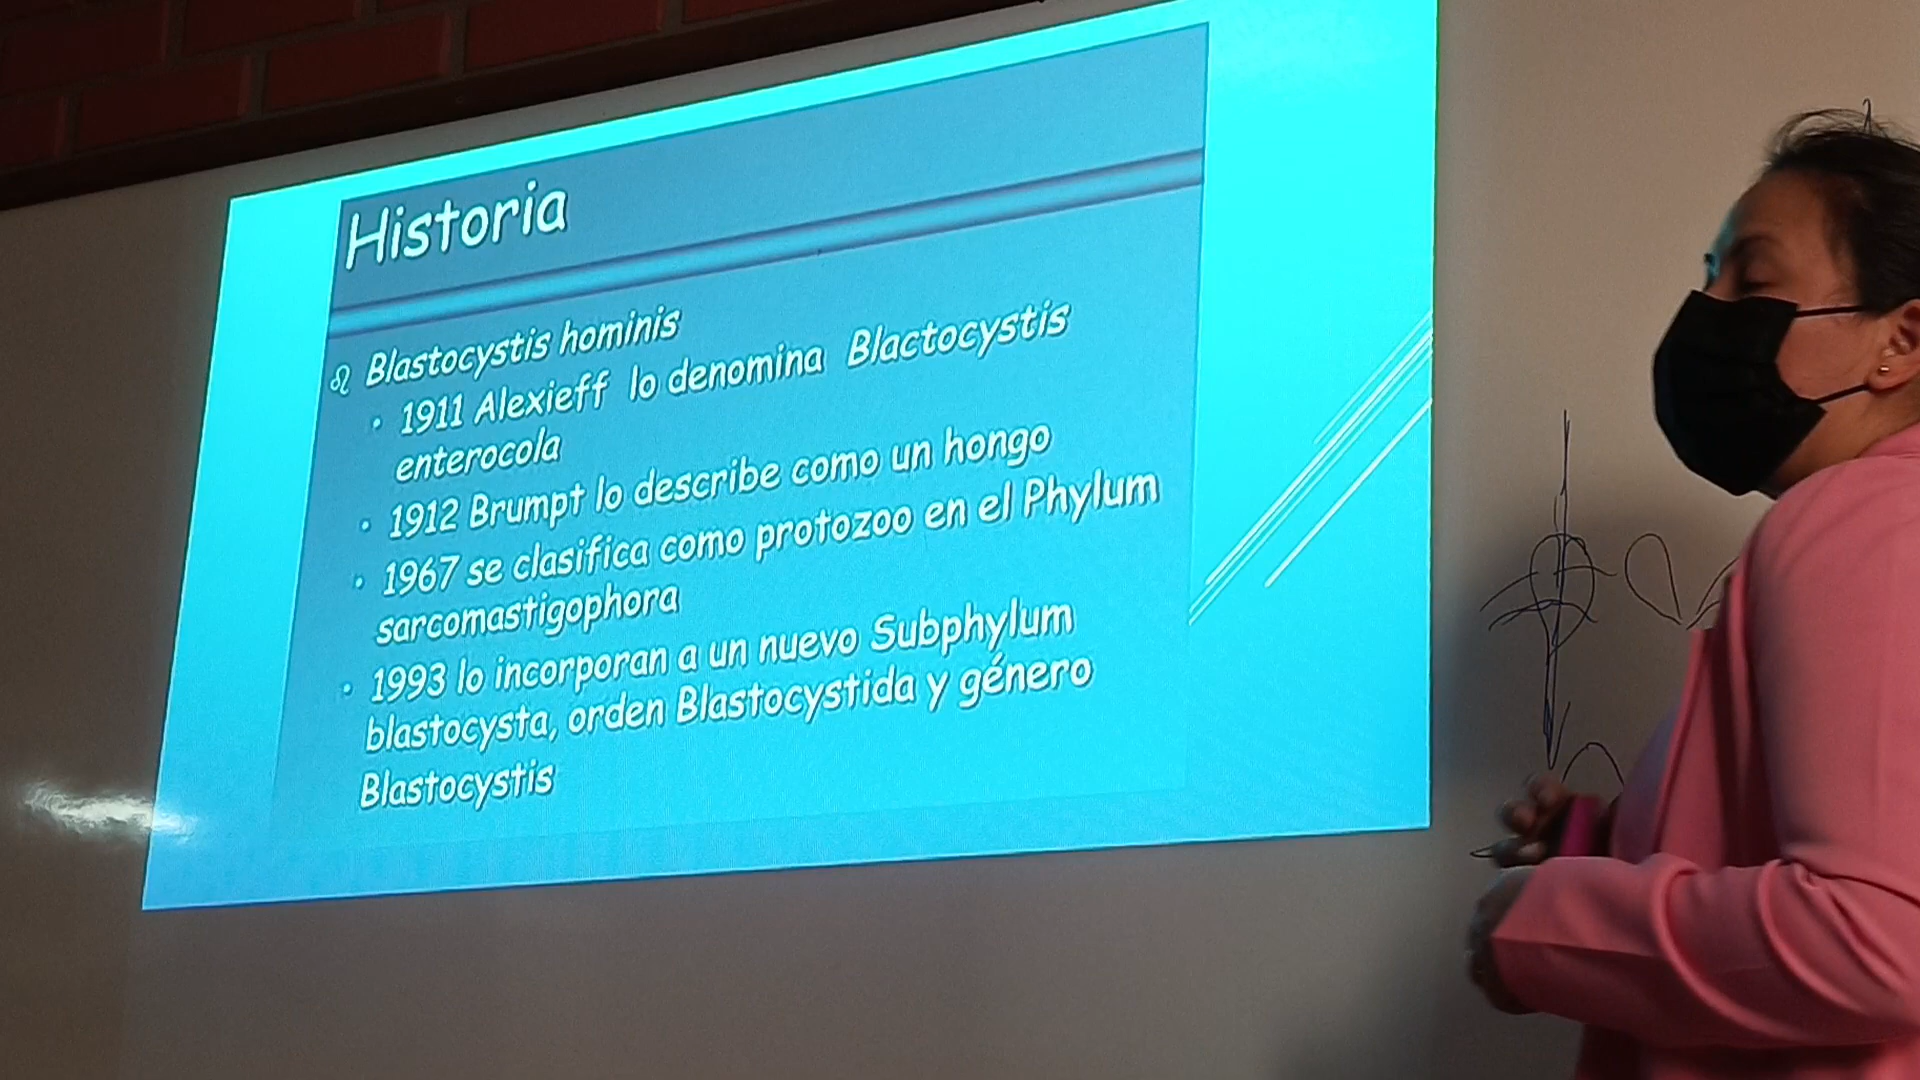 Historia
Blastocystis hominis
• 1911 Alexieff lo denomina Blactocystis
enterocola
• 1912 Brumpt lo describe como un hongo
• 1967 se clasifica como protozoo en el Phylum
sarcomastigophora
• 1993 lo incorporan a un nuevo Subphylum
blastocysta, orden Blastocystida y género
Blastocystis